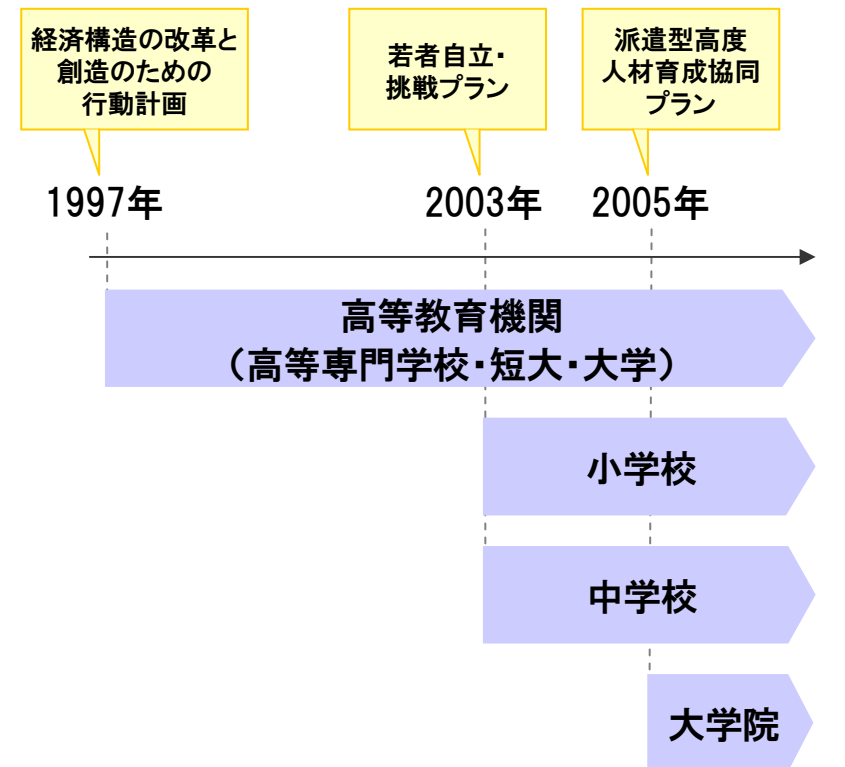 経済構造の改革と
創造のための
行動計画
若者自立・
挑戦プラン
派遣型高度
人材育成協同
プラン
1997年
2003年
2005年
高等教育機関
（高等専門学校・短大・大学）
小学校
中学校
大学院